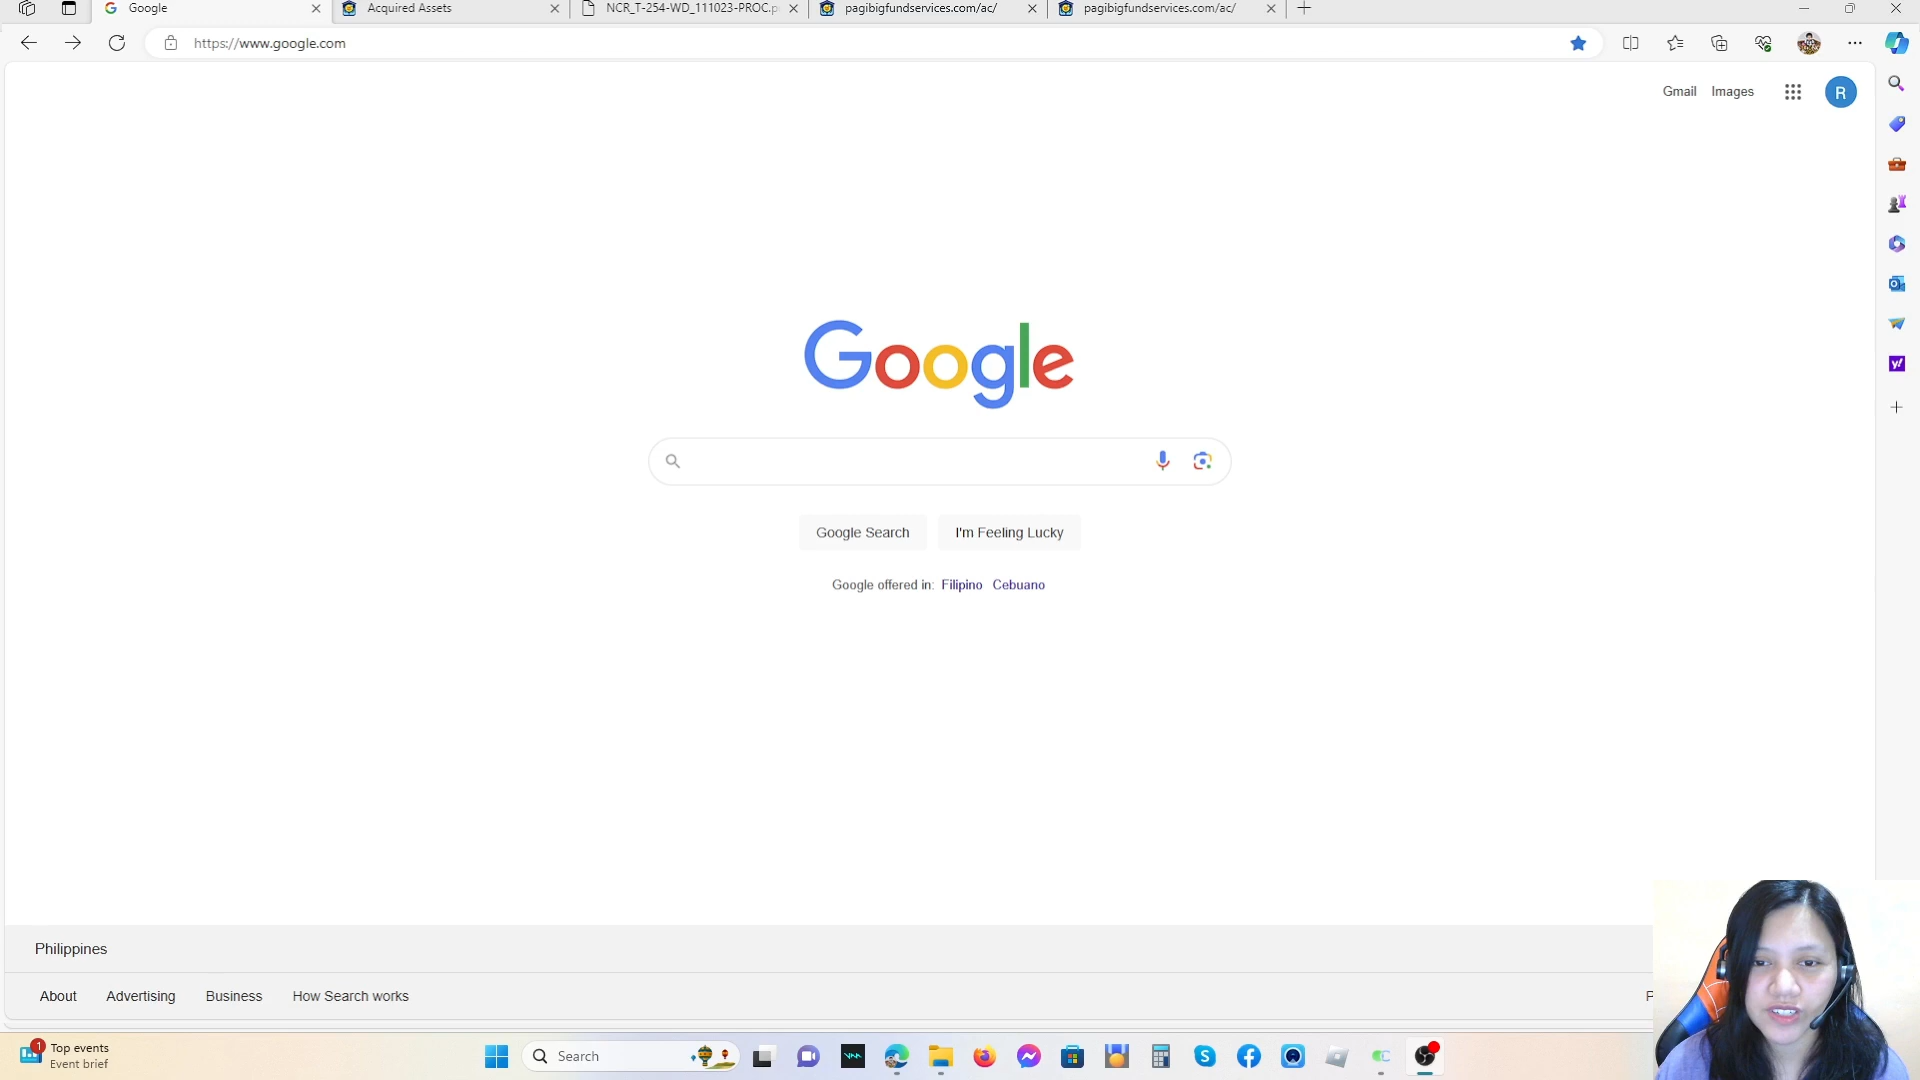 Google
Acquired Assets
NCR_T-254-WD_111023-PROC.p
pagibigfundservices.com/ac/
pagibigfundservices.com/ac/
https://www.google.com
Gmail
Images
R
Google
Google Search
I'm Feeling Lucky
Google offered in: Filipino Cebuano
Philippines
About
Advertising
Business
How Search works
1
Top events
Event brief
Search